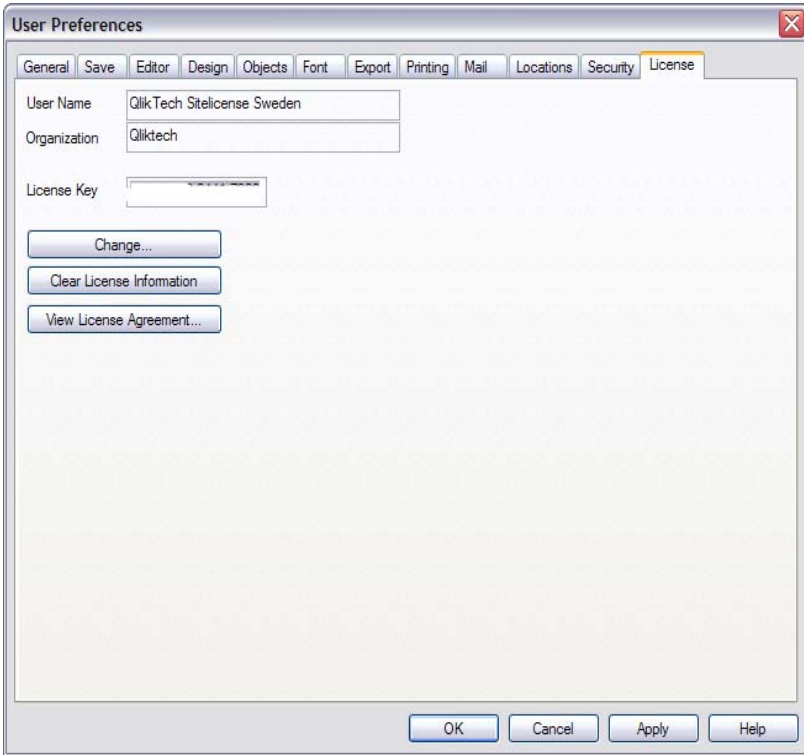 User Preferences
General Save Editor Design Objects Font Export Printing Mail Locations Security License
User Name QlikTech Sitelicense Sweden
Organization Qliktech
License Key
Change...
Clear License Information
View License Agreement...
OK Cancel Apply Help